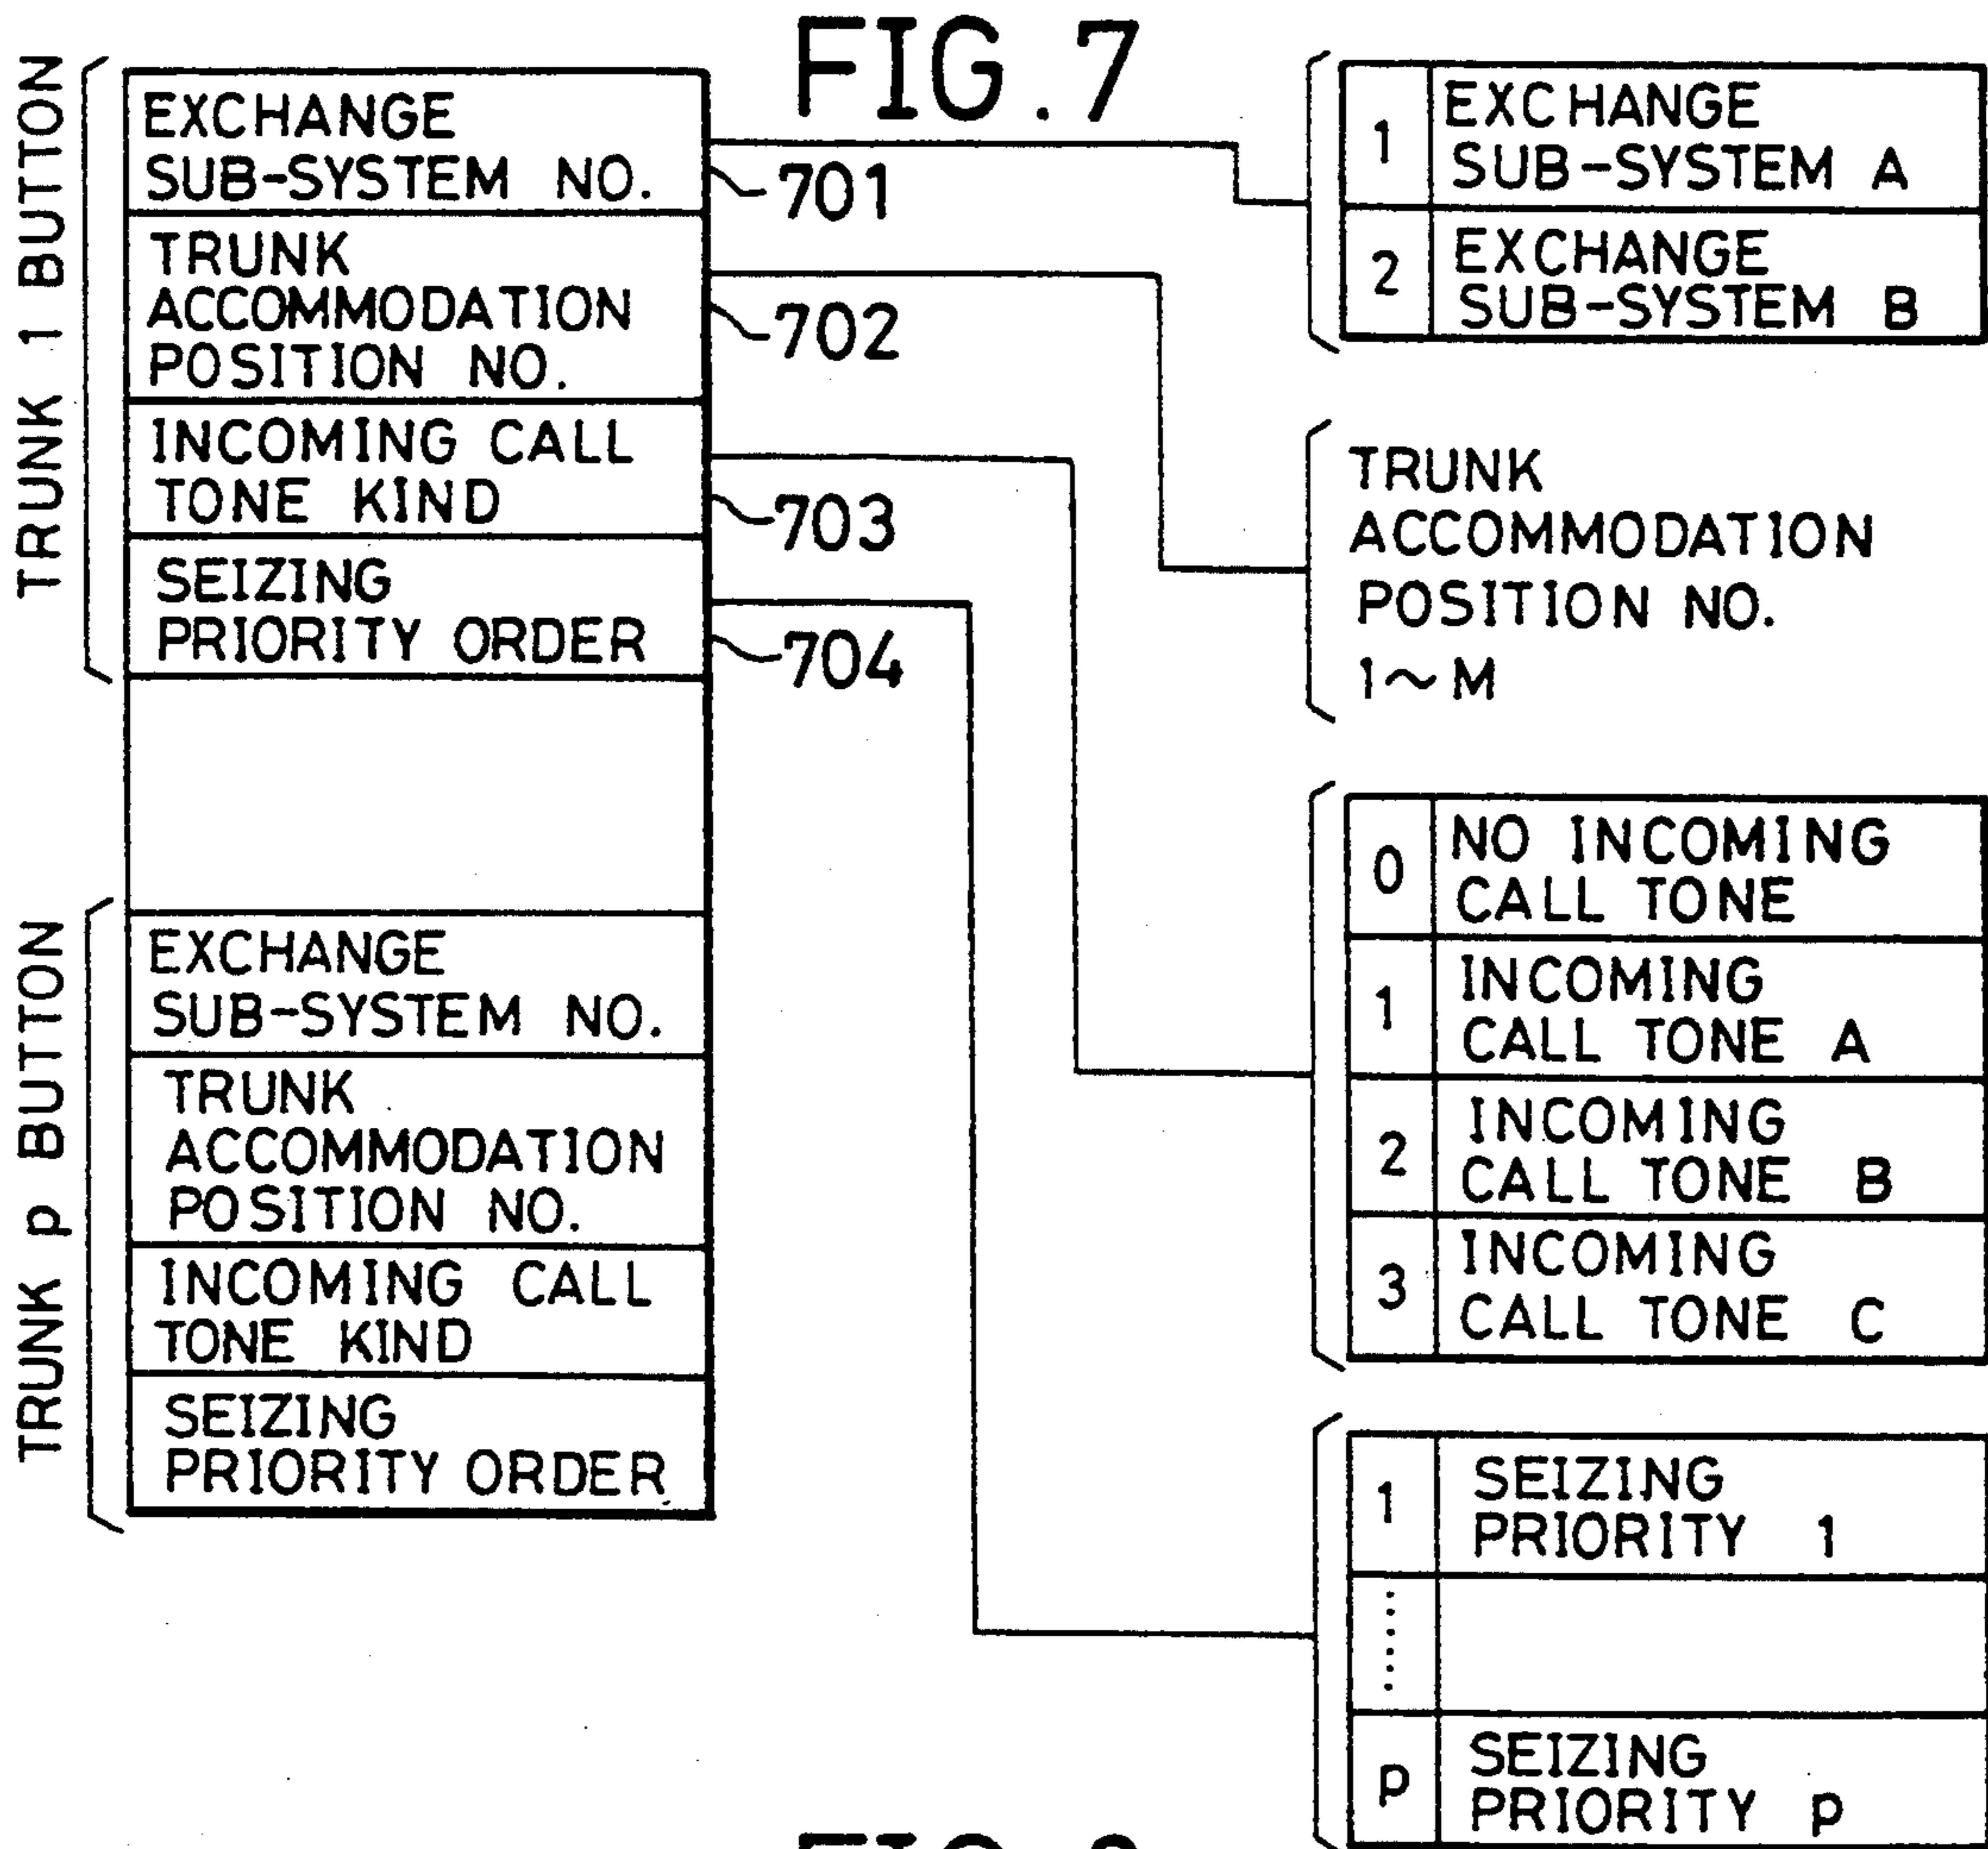 FIG. 7
TRUNK 1 BUTTON
EXCHANGE
SUB-SYSTEM NO.
701
TRUNK
ACCOMMODATION
POSITION NO.
702
INCOMING CALL
TONE KIND
703
SEIZING
PRIORITY ORDER
704
TRUNK p BUTTON
EXCHANGE
SUB-SYSTEM NO.
TRUNK
ACCOMMODATION
POSITION NO.
INCOMING CALL
TONE KIND
SEIZING
PRIORITY ORDER
1
EXCHANGE
SUB-SYSTEM A
2
EXCHANGE
SUB-SYSTEM B
TRUNK
ACCOMMODATION
POSITION NO.
1~M
0
NO INCOMING
CALL TONE
1
INCOMING
CALL TONE A
2
INCOMING
CALL TONE B
3
INCOMING
CALL TONE C
1
SEIZING
PRIORITY 1
p
SEIZING
PRIORITY p